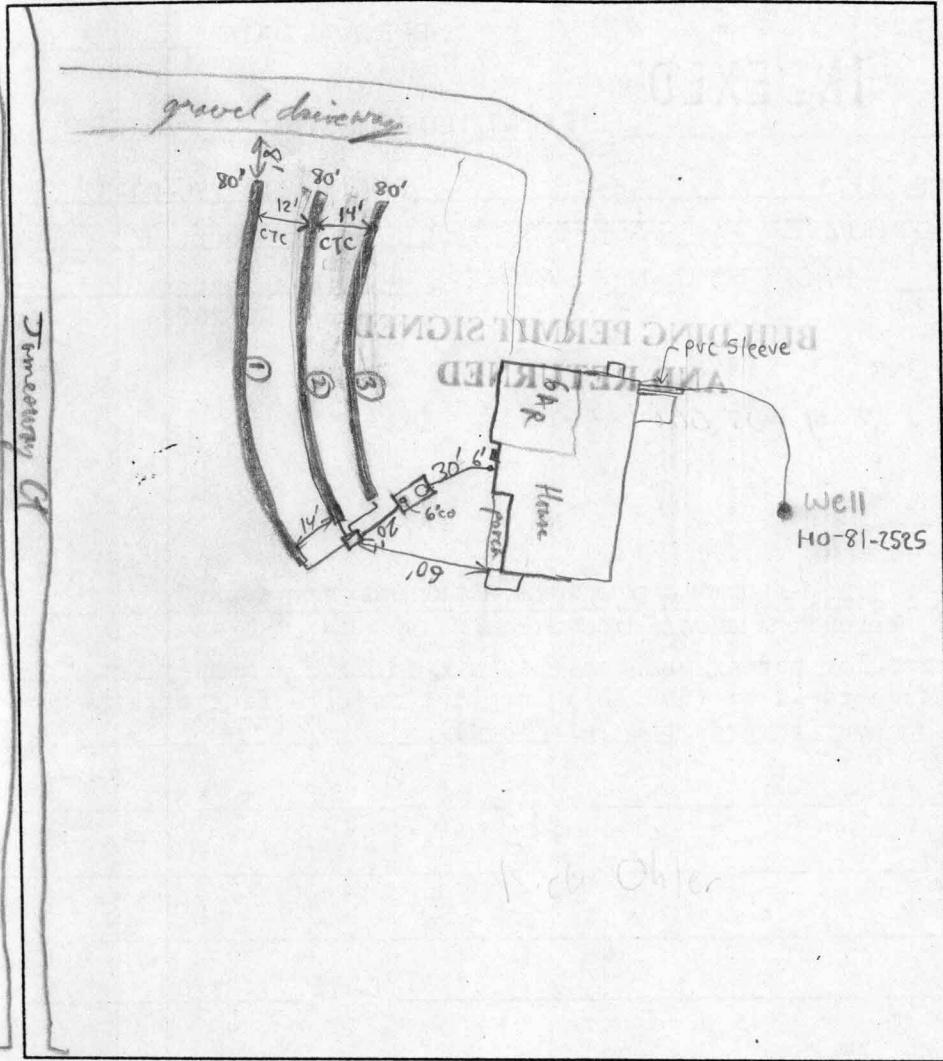 gravel driveway
8'
80'
80'
80'
12'
14'
CTC
CTC
BUILDING PERMIT SIGNED
AND RETURNED
PVC Sleeve
GAR
①
②
③
30'
6'
House
porch
6"co
Well
HO-81-2525
14'
20'
60'
Ct